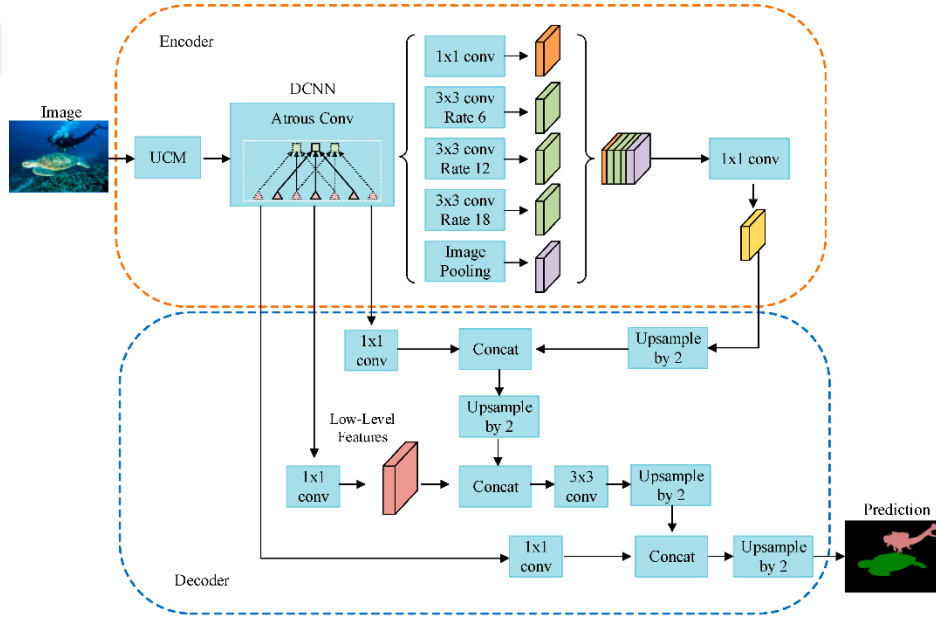 Encoder
DCNN
Image
UCM
Atrous Conv
1x1 conv
3x3 conv
Rate 6
3x3 conv
Rate 12
3x3 conv
Rate 18
Image
Pooling
1x1 conv
1x1
conv
Concat
Upsample
by 2
Upsample
by 2
Low-Level
Features
1x1
conv
Concat
3x3
conv
Upsample
by 2
1x1
conv
Concat
Upsample
by 2
Prediction
Decoder